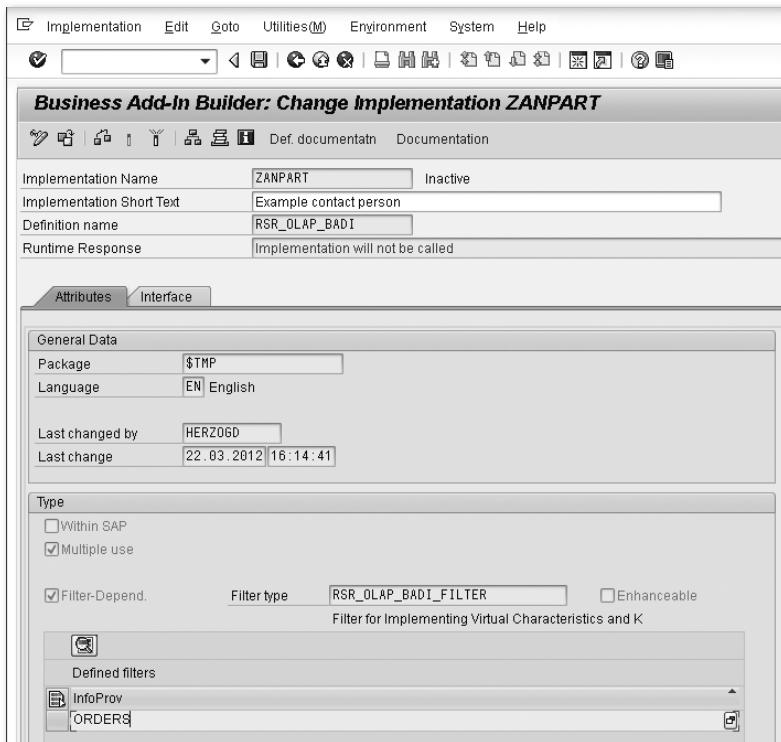 Implementation Edit Goto Utilities(M) Environment System Help
Business Add-In Builder: Change Implementation ZANPART
Def. documentatn Documentation
Implementation Name ZANPART Inactive
Implementation Short Text Example contact person
Definition name RSR_OLAP_BADI
Runtime Response Implementation will not be called
Attributes Interface
General Data
Package $TMP
Language EN English
Last changed by HERZOGD
Last change 22.03.2012 16:14:41
Type
Within SAP
Multiple use
Filter-Depend. Filter type RSR_OLAP_BADI_FILTER Enhanceable
Filter for Implementing Virtual Characteristics and K
Defined filters
InfoProv
ORDERS